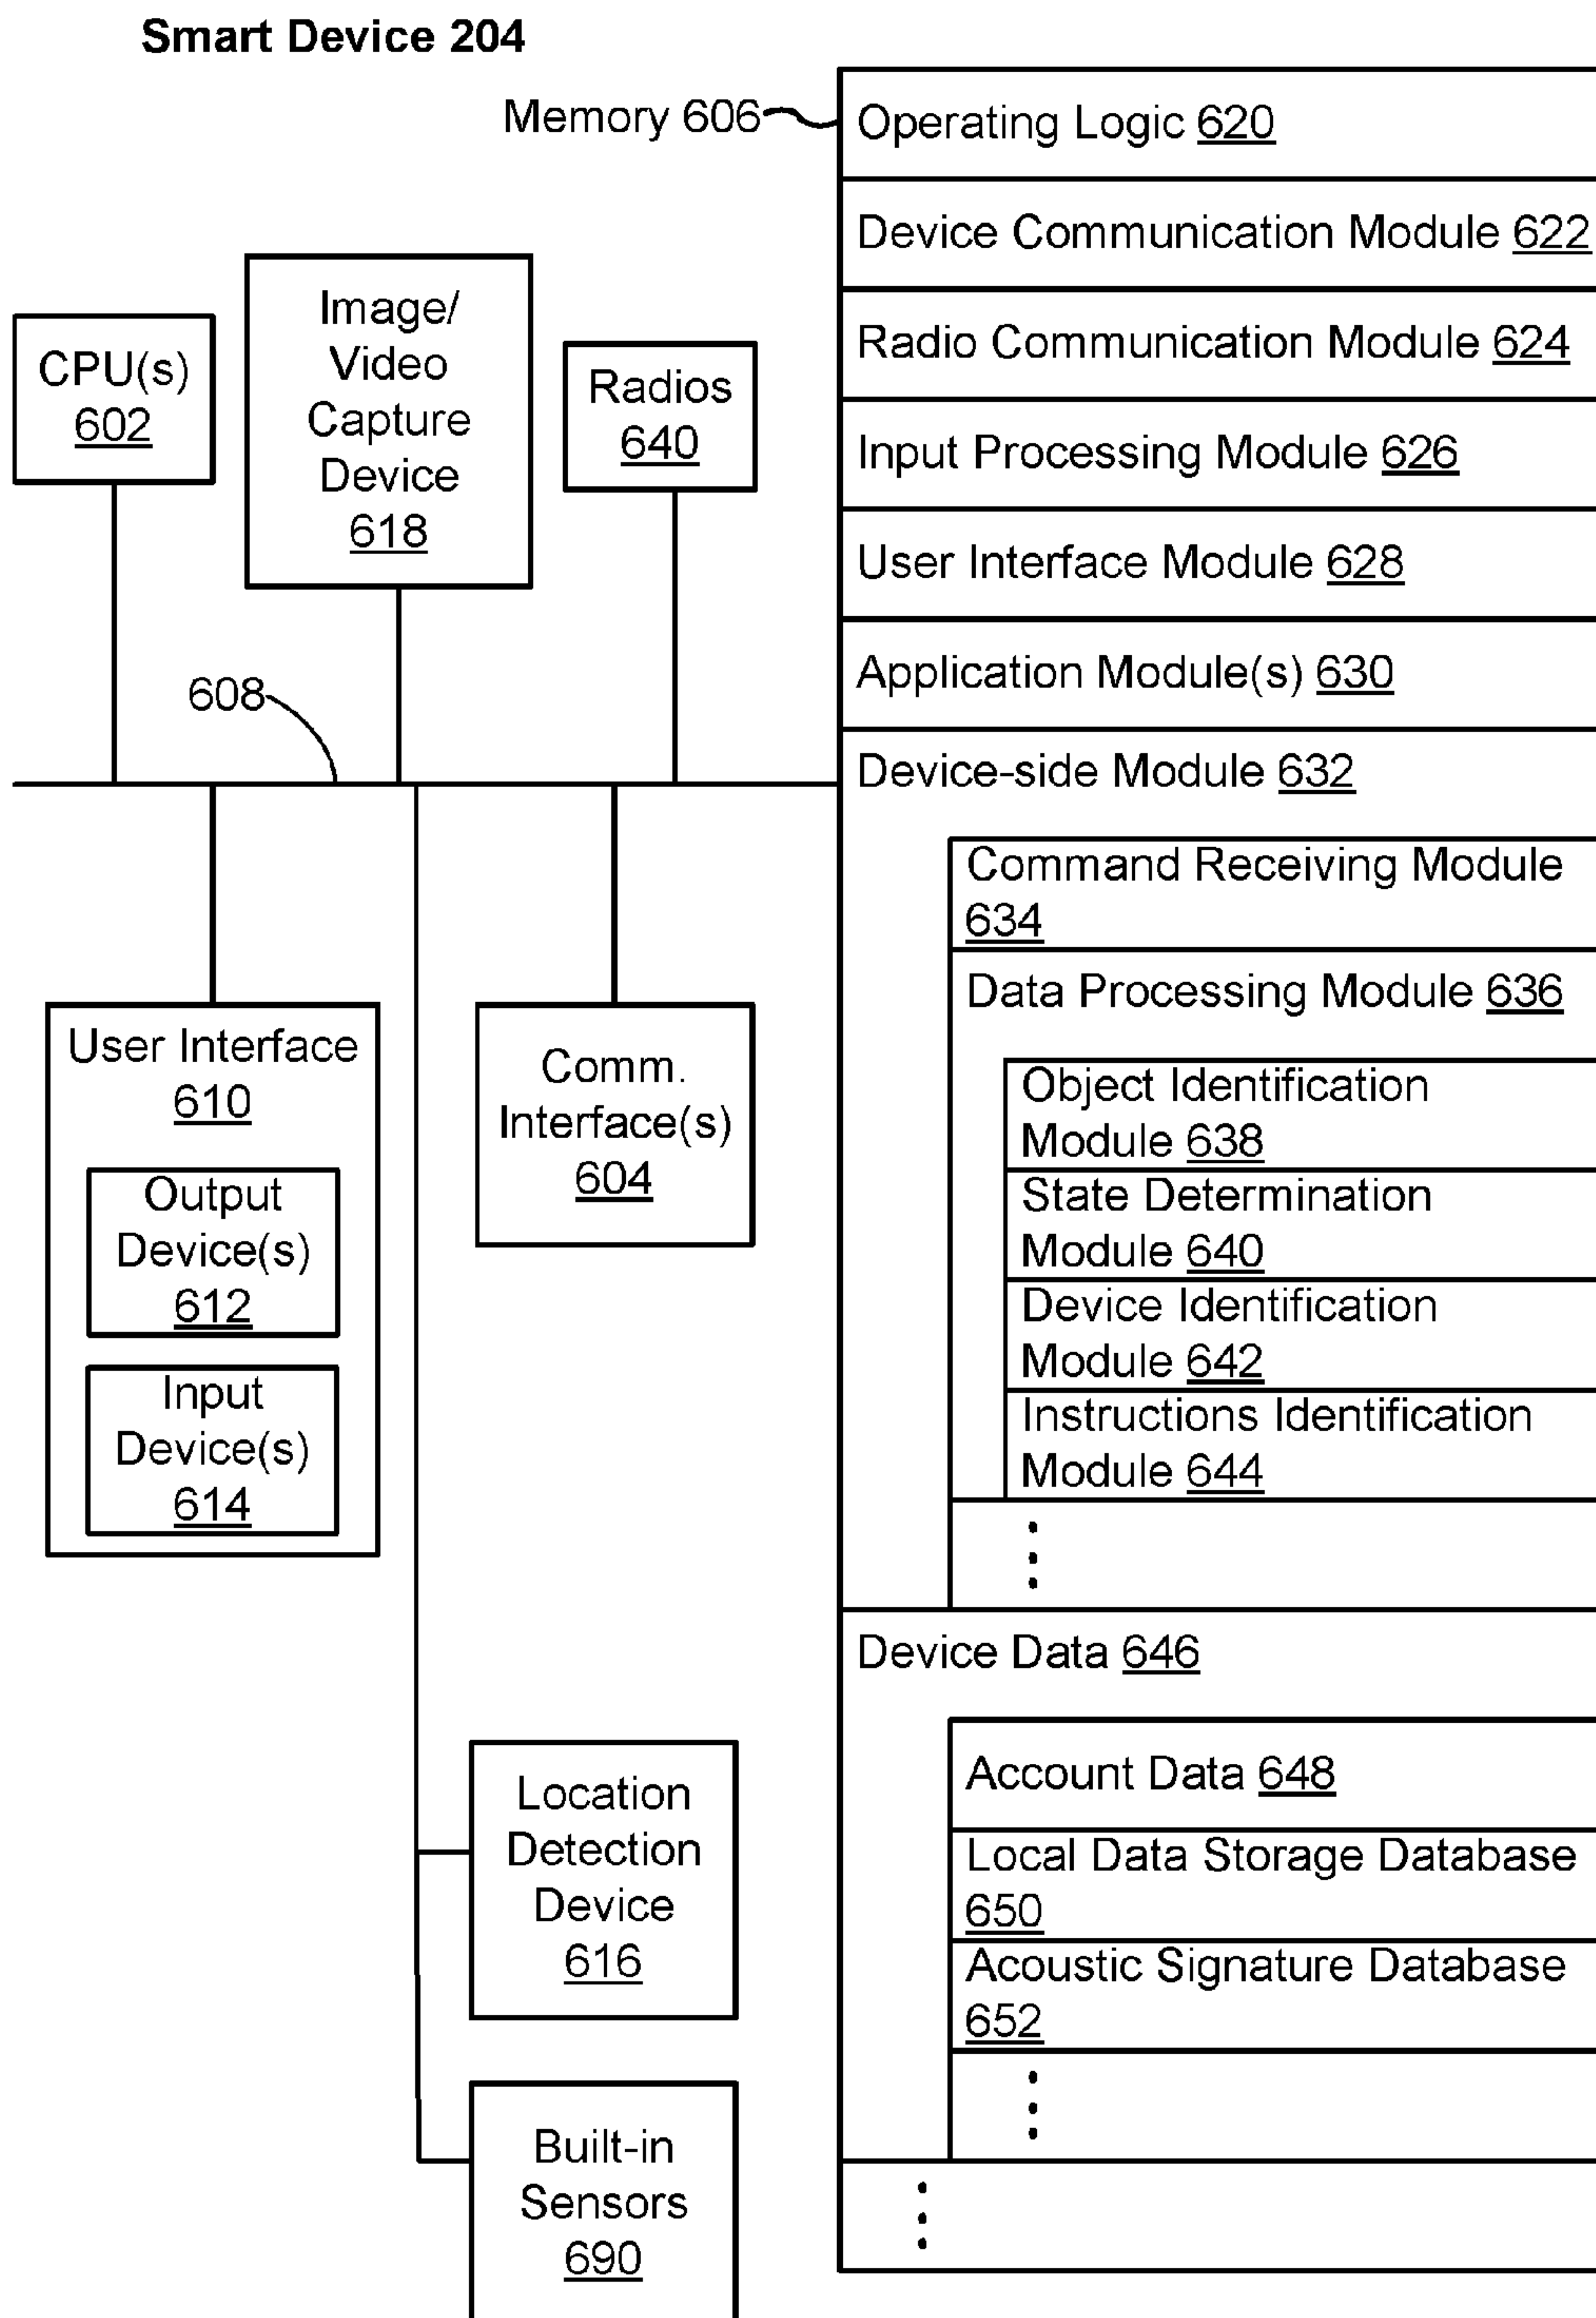 Smart Device 204
Memory 606
Operating Logic 620
Device Communication Module 622
Radio Communication Module 624
Input Processing Module 626
User Interface Module 628
Application Module(s) 630
Device-side Module 632
Command Receiving Module
634
Data Processing Module 636
Object Identification
Module 638
State Determination
Module 640
Device Identification
Module 642
Instructions Identification
Module 644
Device Data 646
Account Data 648
Local Data Storage Database
650
Acoustic Signature Database
652
CPU(s)
602
Image/
Video
Capture
Device
618
Radios
640
608
User Interface
610
Output
Device(s)
612
Input
Device(s)
614
Comm.
Interface(s)
604
Location
Detection
Device
616
Built-in
Sensors
690